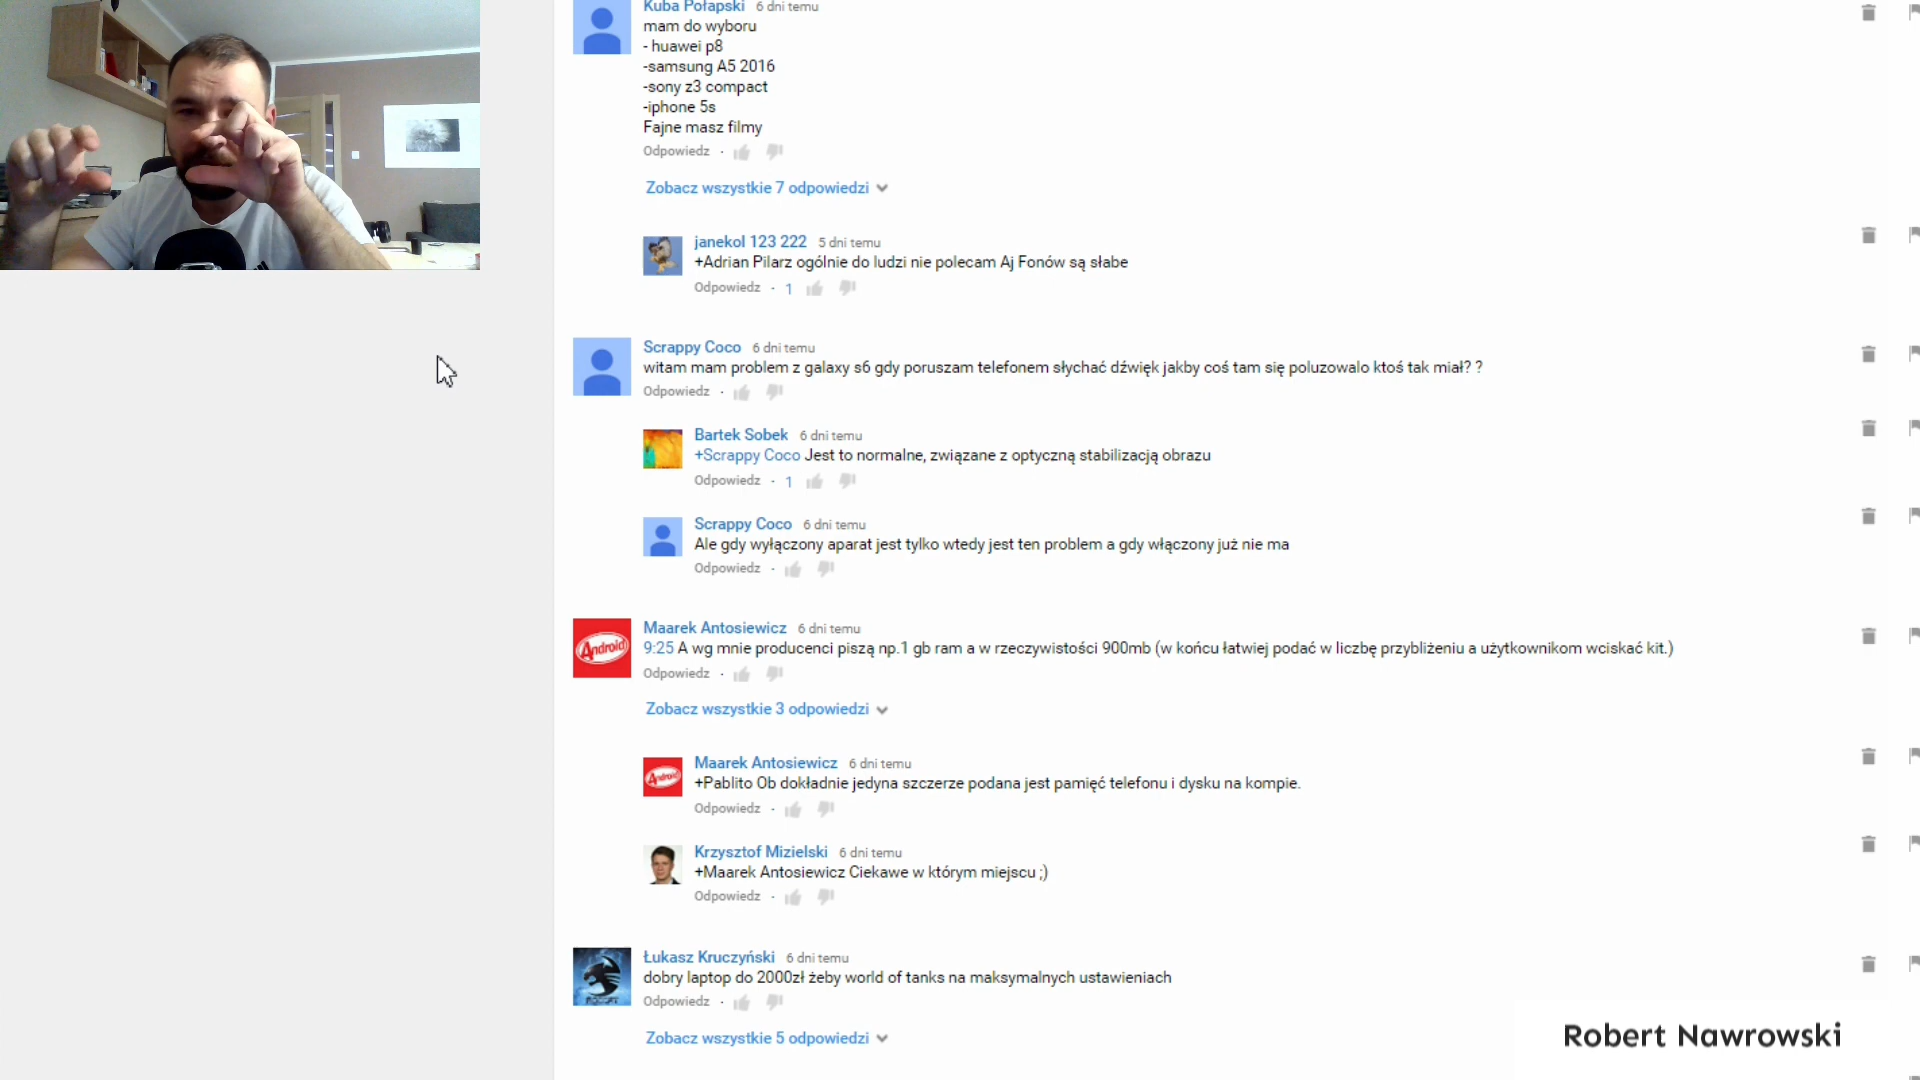 Kuba Połapski 6 dni temu
mam do wyboru
- huawei p8
-samsung A5 2016
-sony z3 compact
-iphone 5s
Fajne masz filmy
Odpowiedz ·
Zobacz wszystkie 7 odpowiedzi
janekol 123 222 5 dni temu
+Adrian Pilarz ogólnie do ludzi nie polecam Aj Fonów są słabe
Odpowiedz · 1
Scrappy Coco 6 dni temu
witam mam problem z galaxy s6 gdy poruszam telefonem słychać dźwięk jakby coś tam się poluzowalo ktoś tak miał? ?
Odpowiedz ·
Bartek Sobek 6 dni temu
+Scrappy Coco Jest to normalne, związane z optyczną stabilizacją obrazu
Odpowiedz · 1
Scrappy Coco 6 dni temu
Ale gdy wyłączony aparat jest tylko wtedy jest ten problem a gdy włączony już nie ma
Odpowiedz ·
Android
Maarek Antosiewicz 6 dni temu
9:25 A wg mnie producenci piszą np.1 gb ram a w rzeczywistości 900mb (w końcu łatwiej podać w liczbę przybliżeniu a użytkownikom wciskać kit.)
Odpowiedz ·
Zobacz wszystkie 3 odpowiedzi
Android
Maarek Antosiewicz 6 dni temu
+Pablito Ob dokładnie jedyna szczerze podana jest pamięć telefonu i dysku na kompie.
Odpowiedz ·
Krzysztof Mizielski 6 dni temu
+Maarek Antosiewicz Ciekawe w którym miejscu ;)
Odpowiedz ·
Łukasz Kruczyński 6 dni temu
dobry laptop do 2000zł żeby world of tanks na maksymalnych ustawieniach
Odpowiedz ·
Zobacz wszystkie 5 odpowiedzi
Robert Nawrowski